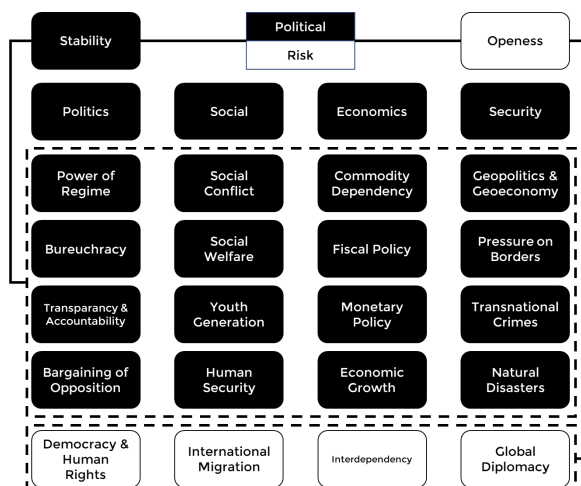 Stability
Political
Risk
Openess
Politics
Social
Economics
Security
Power of
Regime
Social
Conflict
Commodity
Dependency
Geopolitics &
Geoeconomy
Bureuchracy
Social
Welfare
Fiscal Policy
Pressure on
Borders
Transparancy &
Accountability
Youth
Generation
Monetary
Policy
Transnational
Crimes
Bargaining of
Opposition
Human
Security
Economic
Growth
Natural
Disasters
Democracy &
Human
Rights
International
Migration
Interdependency
Global
Diplomacy